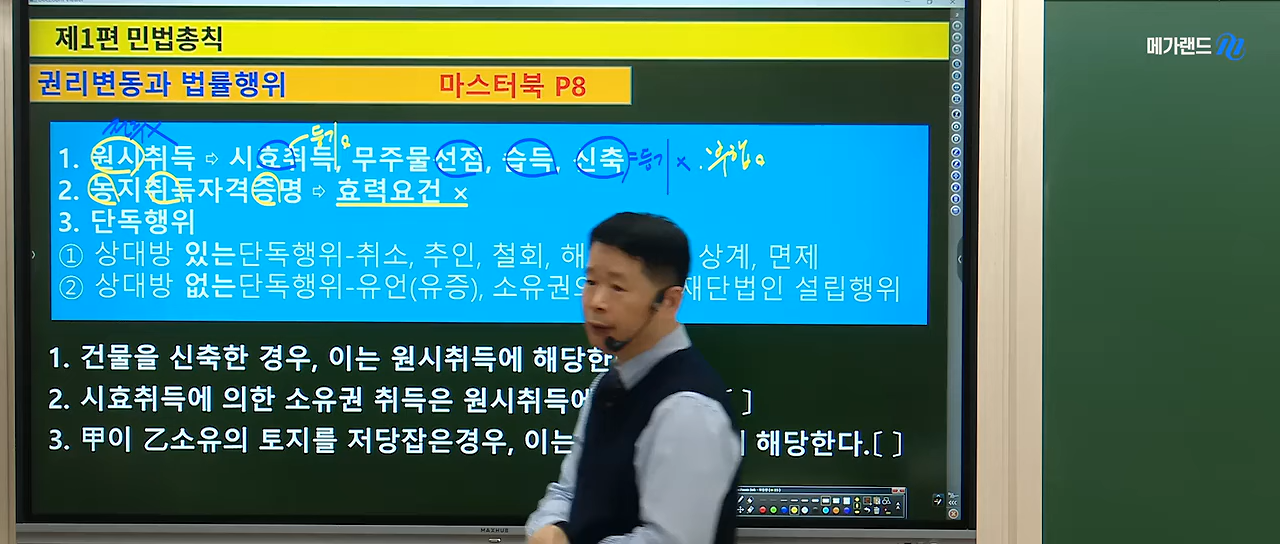 제1편 민법총칙
메가랜드
권리변동과 법률행위 마스터북 P8
등기o
1. 원시취득 ⇨ 시효취득, 무주물선점, 습득, 신축 등기 x
2. 농지취득자격증명 ⇨ 효력요건 ×
3. 단독행위
① 상대방 있는단독행위-취소, 추인, 철회, 해 상계, 면제
② 상대방 없는단독행위-유언(유증), 소유권 재단법인 설립행위
1. 건물을 신축한 경우, 이는 원시취득에 해당한
2. 시효취득에 의한 소유권 취득은 원시취득 ]
3. 甲이 乙소유의 토지를 저당잡은경우, 이는 해당한다.[ ]
MAXHUB